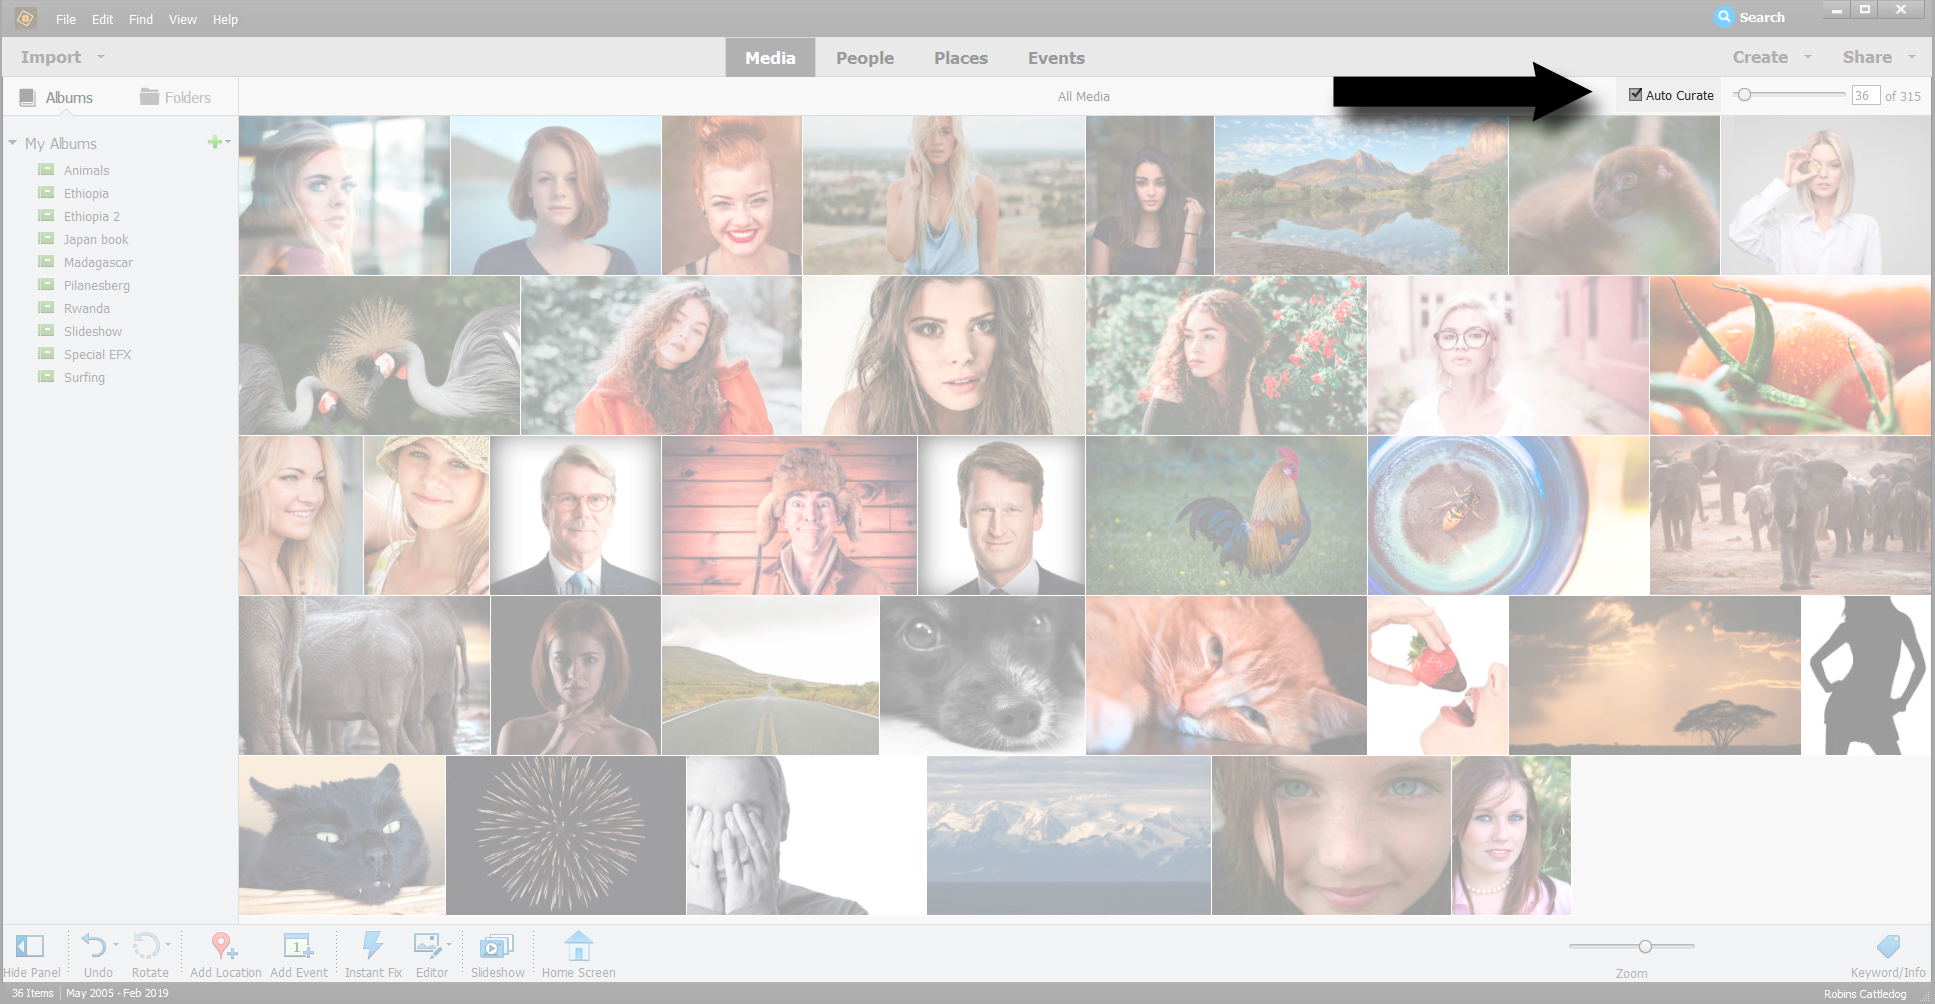 File Edit Find View Help
Search
Import
Media People Places Events
Create Share
Albums Folders
All Media
Auto Curate
36 of 315
My Albums
Animals
Ethiopia
Ethiopia 2
Japan book
Madagascar
Pilanesberg
Rwanda
Slideshow
Special EFX
Surfing
1
Hide Panel Undo Rotate Add Location Add Event Instant Fix Editor Slideshow Home Screen Zoom Keyword/Info
36 Items May 2005 - Feb 2019 Robins Cattledog